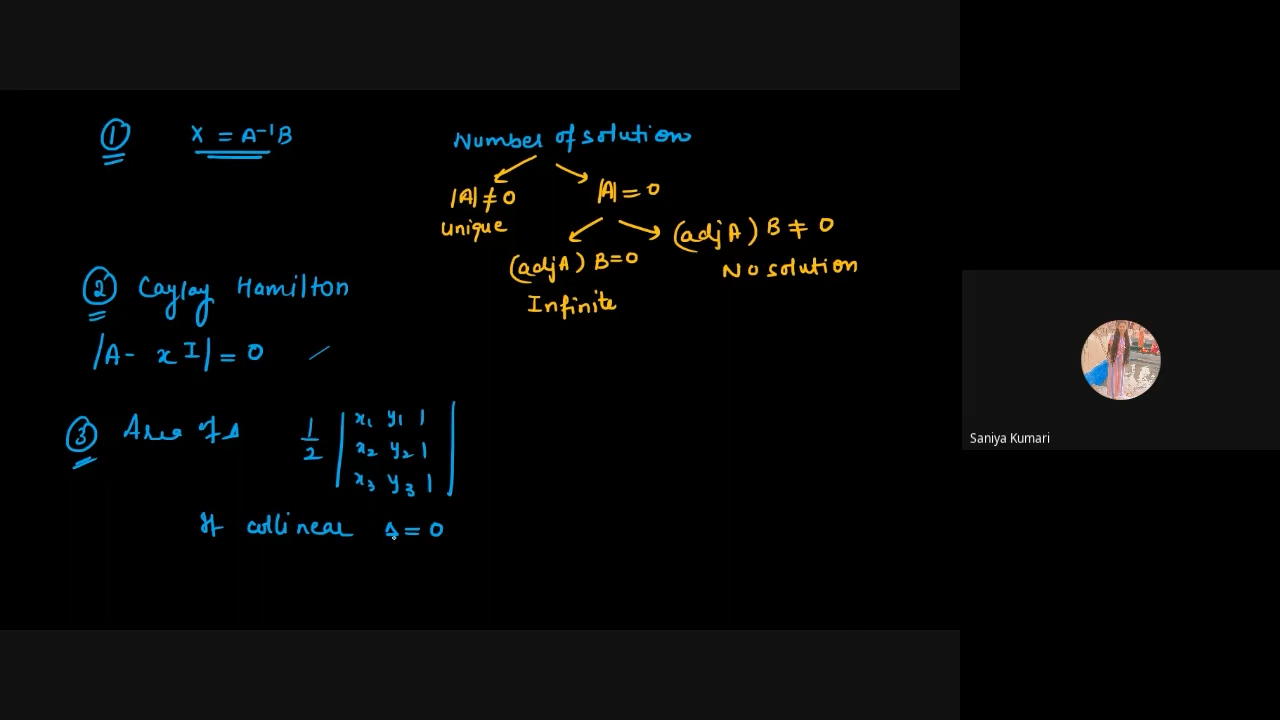 ① X = A⁻¹B
Number of solution
|A| ≠ 0
unique
|A| = 0
(adj A) B = 0
Infinite
(adj A) B ≠ 0
No solution
② Caylay Hamilton
|A - x I| = 0
③ Area of Δ
1/2 | x₁ y₁ 1
x₂ y₂ 1
x₃ y₃ 1 |
If collinear Δ = 0
Saniya Kumari